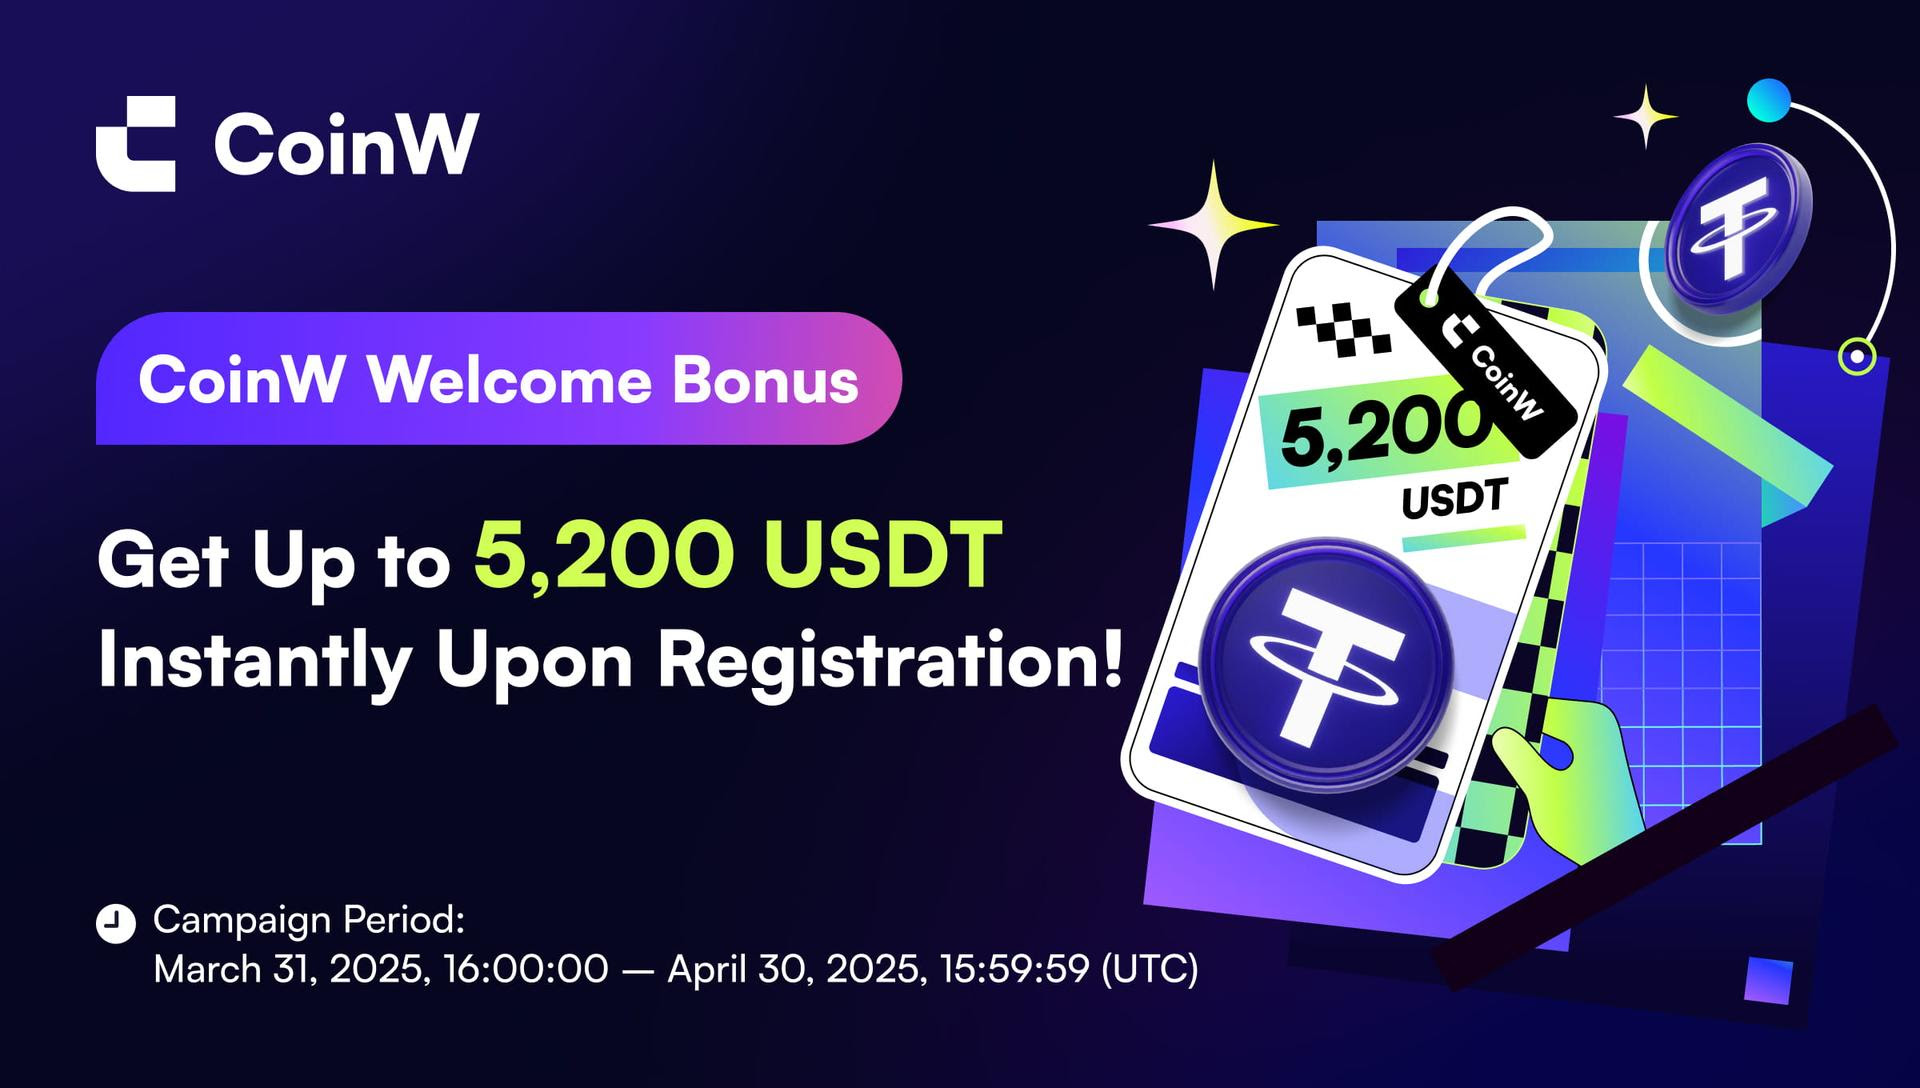 CoinW
CoinW Welcome Bonus
Get Up to 5,200 USDT
Instantly Upon Registration!
Campaign Period:
March 31, 2025, 16:00:00 — April 30, 2025, 15:59:59 (UTC)
CoinW
5,200
USDT